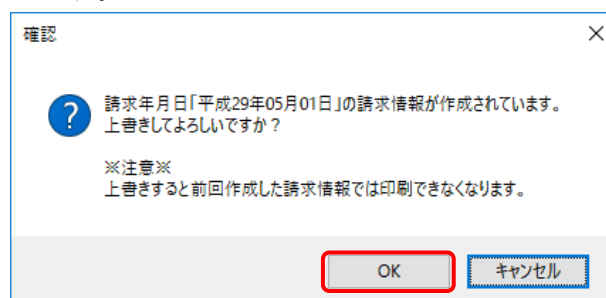 確認
請求年月日「平成29年05月01日」の請求情報が作成されています。
上書きしてよろしいですか？
※注意※
上書きすると前回作成した請求情報では印刷できなくなります。
OK
キャンセル